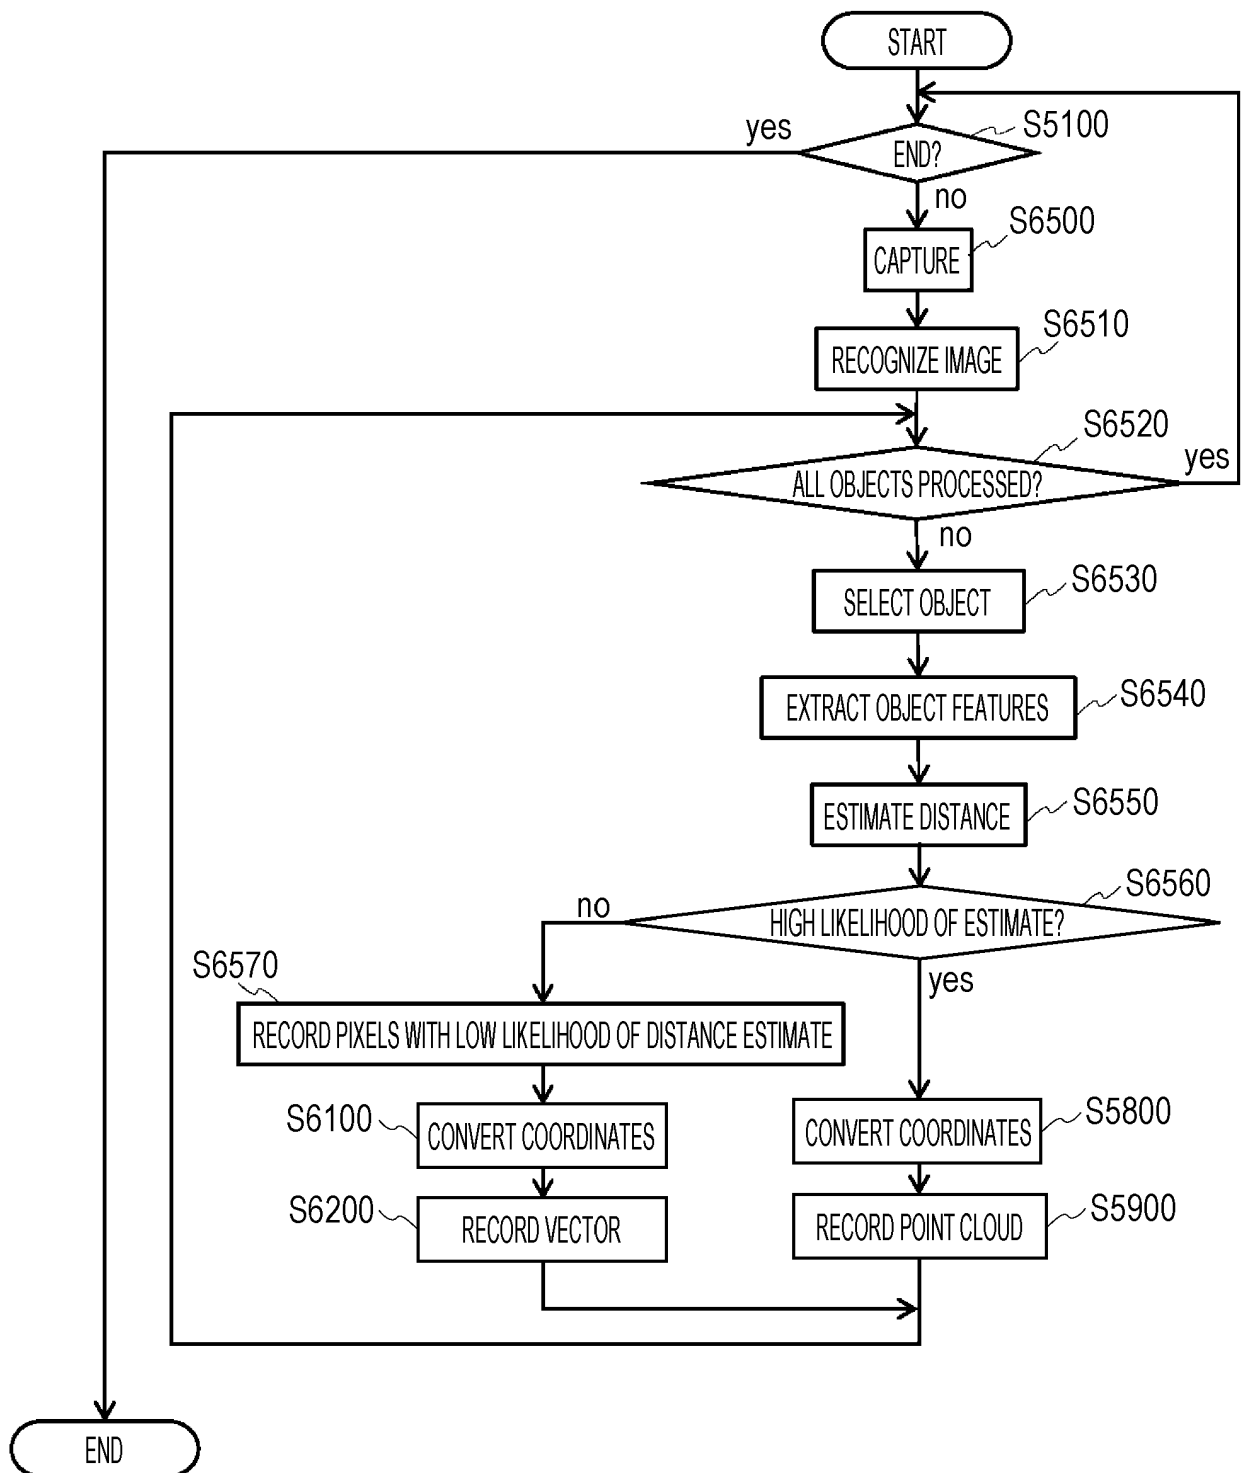 START
yes
S5100
END?
no
S6500
CAPTURE
S6510
RECOGNIZE IMAGE
S6520
yes
ALL OBJECTS PROCESSED?
no
S6530
SELECT OBJECT
S6540
EXTRACT OBJECT FEATURES
S6550
ESTIMATE DISTANCE
S6560
no
HIGH LIKELIHOOD OF ESTIMATE?
S6570
yes
RECORD PIXELS WITH LOW LIKELIHOOD OF DISTANCE ESTIMATE
S6100
CONVERT COORDINATES
S5800
CONVERT COORDINATES
S6200
RECORD VECTOR
S5900
RECORD POINT CLOUD
END